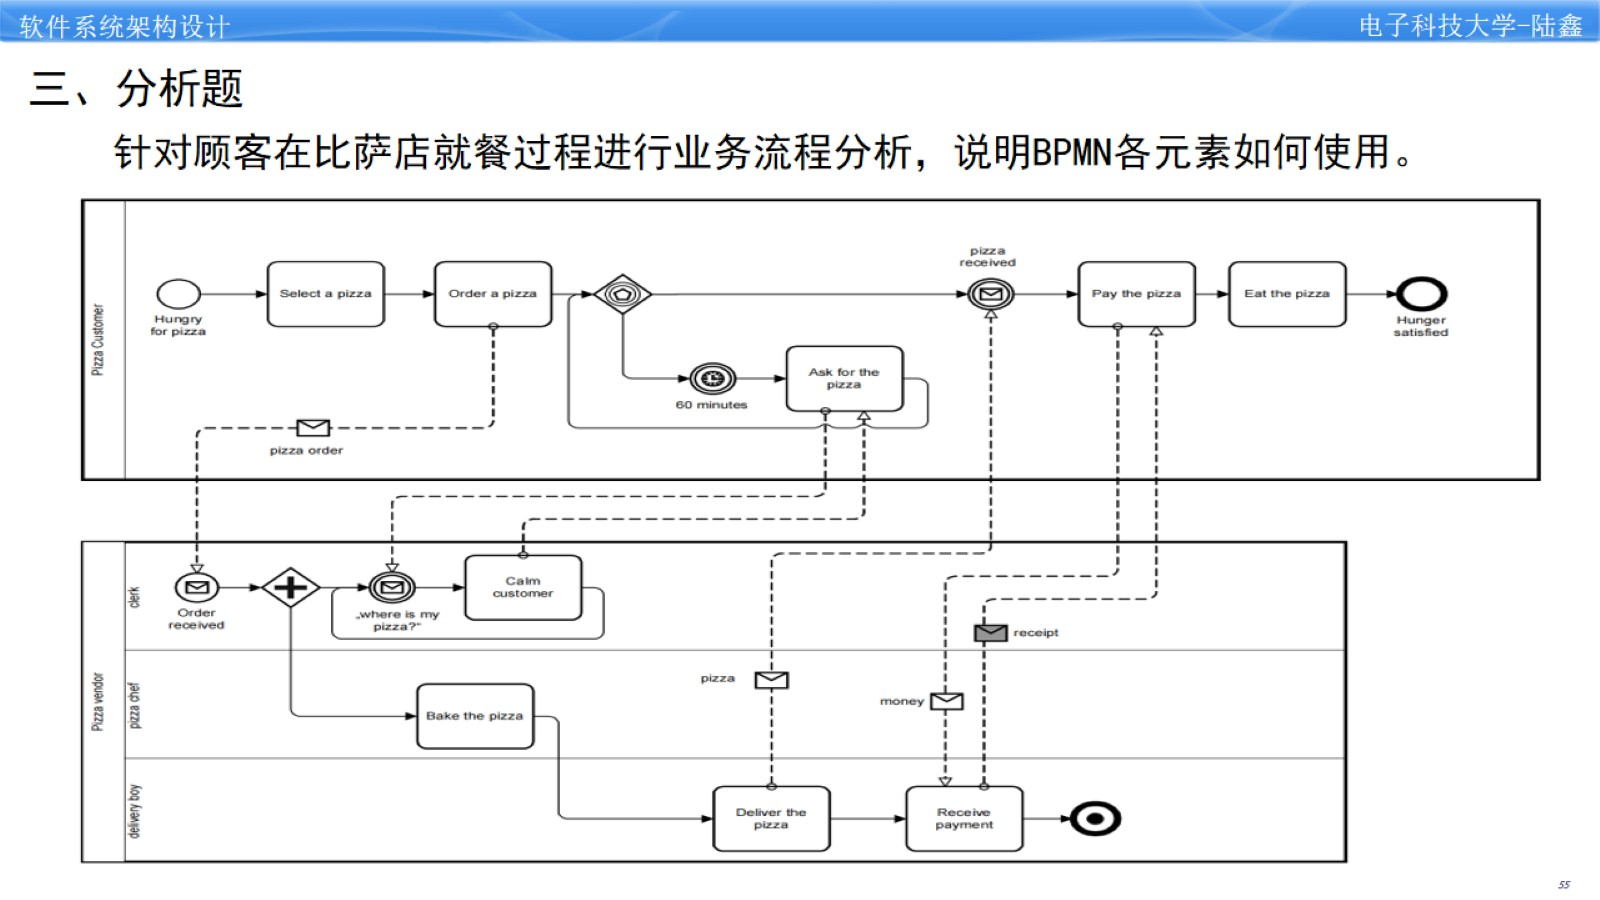 软件系统架构设计
电子科技大学-陆鑫
三、分析题
针对顾客在比萨店就餐过程进行业务流程分析，说明BPMN各元素如何使用。
Pizza Customer
Hungry
for pizza
Select a pizza
Order a pizza
pizza order
60 minutes
Ask for the
pizza
pizza
received
Pay the pizza
Eat the pizza
Hunger
satisfied
Pizza vendor
clerk
Order
received
„where is my
pizza?“
Calm
customer
receipt
pizza chef
Bake the pizza
pizza
money
delivery boy
Deliver the
pizza
Receive
payment
55